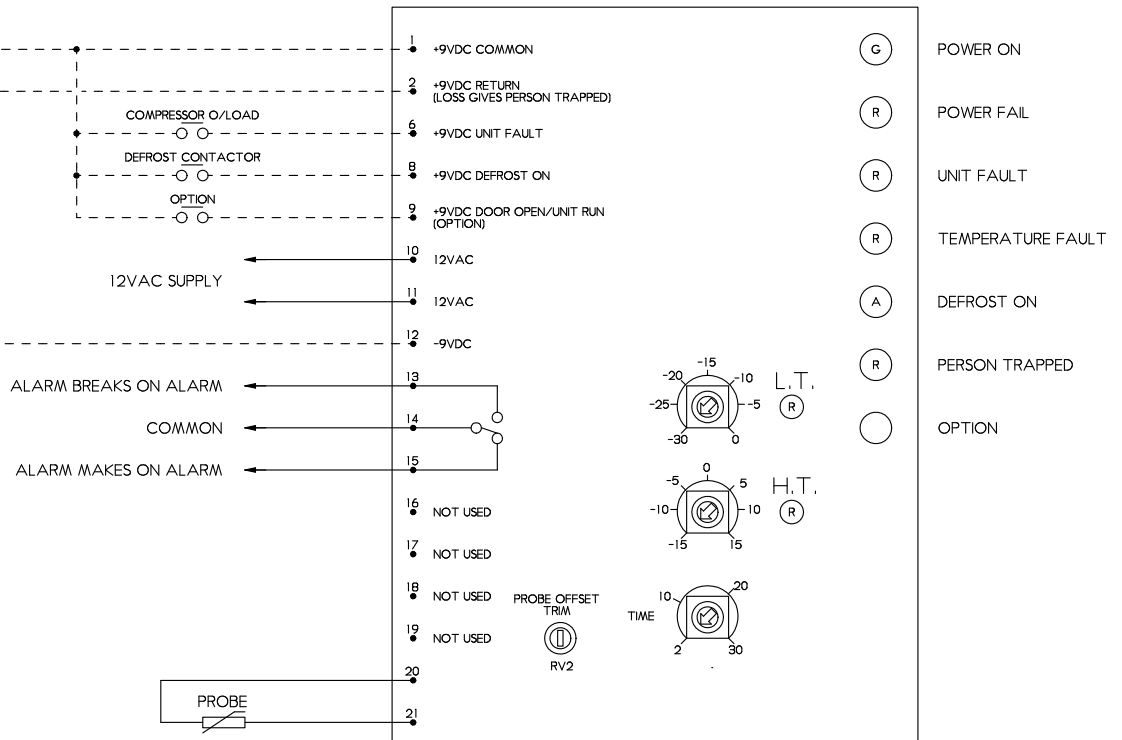 1
+9VDC COMMON
2
+9VDC RETURN
(LOSS GIVES PERSON TRAPPED)
COMPRESSOR O/LOAD
6
+9VDC UNIT FAULT
DEFROST CONTACTOR
8
+9VDC DEFROST ON
OPTION
9
+9VDC DOOR OPEN/UNIT RUN
(OPTION)
10
12VAC
12VAC SUPPLY
11
12VAC
12
-9VDC
ALARM BREAKS ON ALARM
13
COMMON
14
ALARM MAKES ON ALARM
15
16
NOT USED
17
NOT USED
18
NOT USED
19
NOT USED
20
PROBE
21
PROBE OFFSET
TRIM
RV2
-15
-20
-10
-25
-5
-30
0
L.T.
R
0
-5
5
-10
10
-15
15
H.T.
R
TIME
10
20
2
30
G
POWER ON
R
POWER FAIL
R
UNIT FAULT
R
TEMPERATURE FAULT
A
DEFROST ON
R
PERSON TRAPPED
OPTION